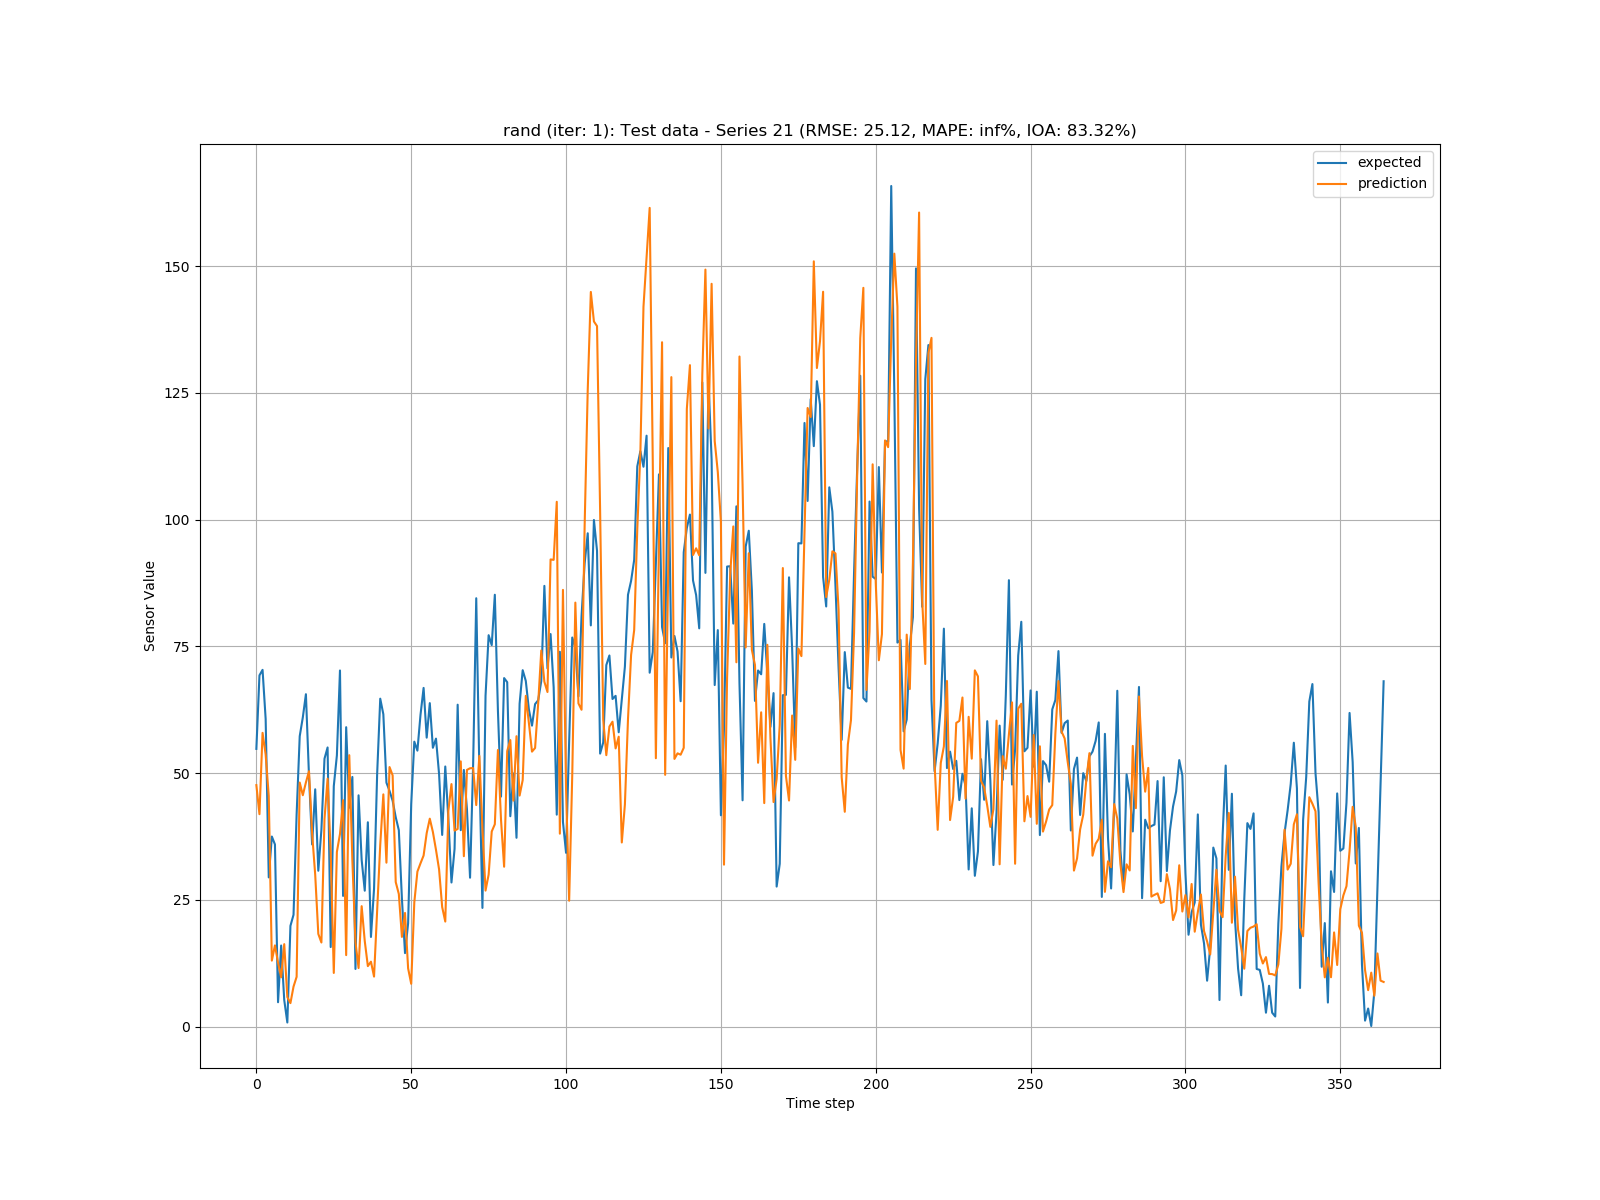 rand (iter: 1): Test data - Series 21 (RMSE: 25.12, MAPE: inf%, IOA: 83.32%)
expected
prediction
150
125
100
75
50
25
0
Sensor Value
0 50 100 150 200 250 300 350
Time step